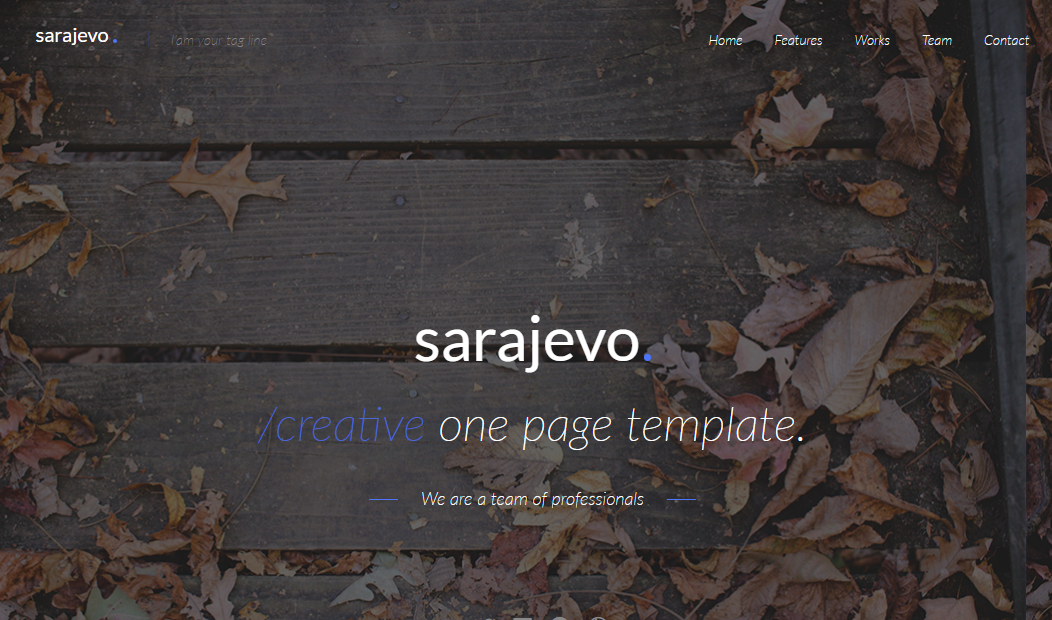 sarajevo.
I am your tag line
Home Features Works Team Contact
sarajevo.
/creative one page template.
We are a team of professionals